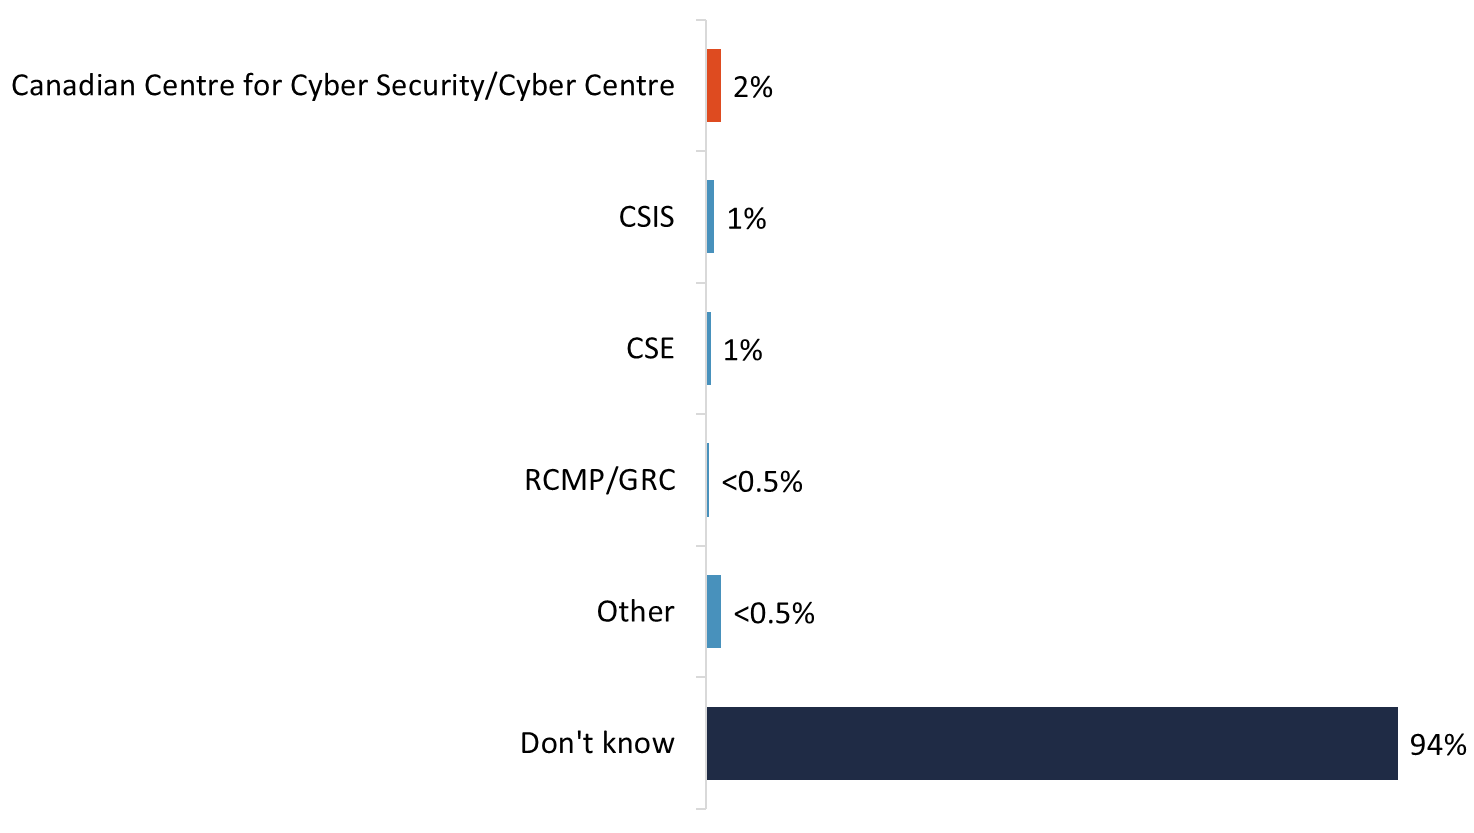 Canadian Centre for Cyber Security/Cyber Centre 2%
CSIS 1%
CSE 1%
RCMP/GRC <0.5%
Other <0.5%
Don't know 94%